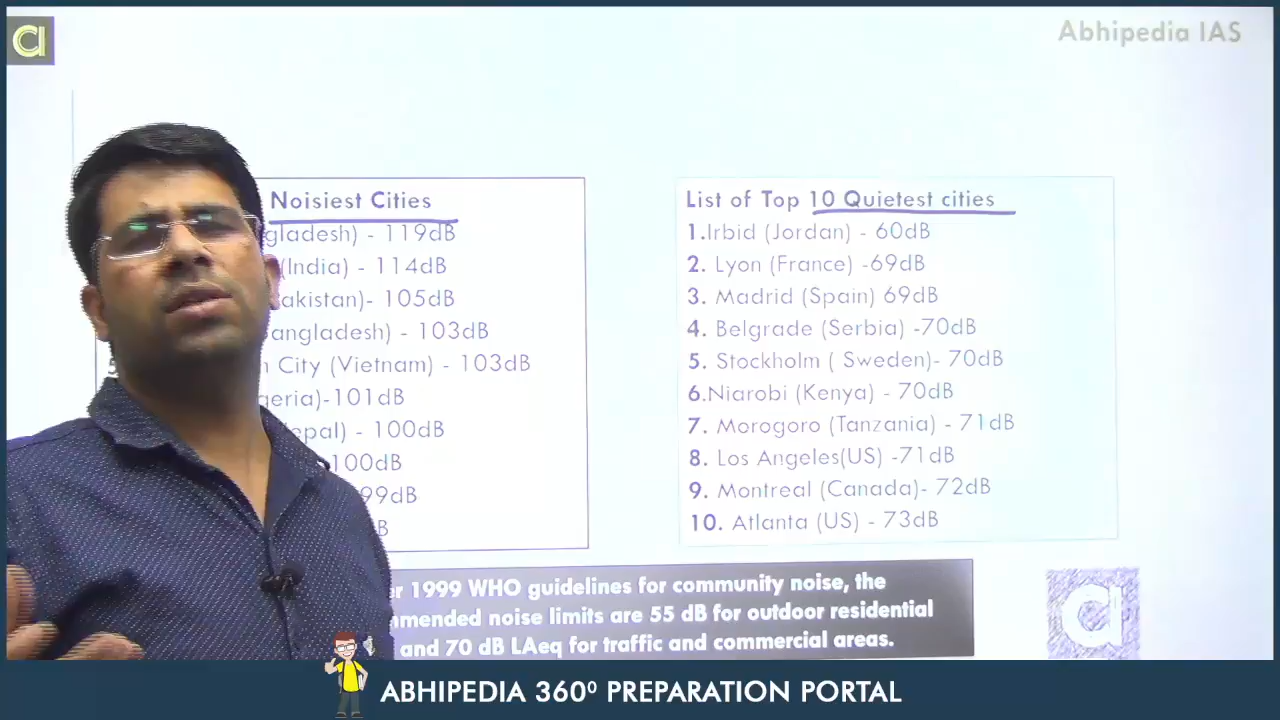 Abhipedia IAS
Noisiest Cities
gladesh) - 119dB
(India) - 114dB
akistan)- 105dB
angladesh) - 103dB
City (Vietnam) - 103dB
geria)-101dB
epal) - 100dB
100dB
99dB
B
List of Top 10 Quietest cities
1.Irbid (Jordan) - 60dB
2. Lyon (France) -69dB
3. Madrid (Spain) 69dB
4. Belgrade (Serbia) -70dB
5. Stockholm ( Sweden)- 70dB
6.Niarobi (Kenya) - 70dB
7. Morogoro (Tanzania) - 71dB
8. Los Angeles(US) -71dB
9. Montreal (Canada)- 72dB
10. Atlanta (US) - 73dB
r 1999 WHO guidelines for community noise, the
mmended noise limits are 55 dB for outdoor residential
and 70 dB LAeq for traffic and commercial areas.
ABHIPEDIA 360⁰ PREPARATION PORTAL